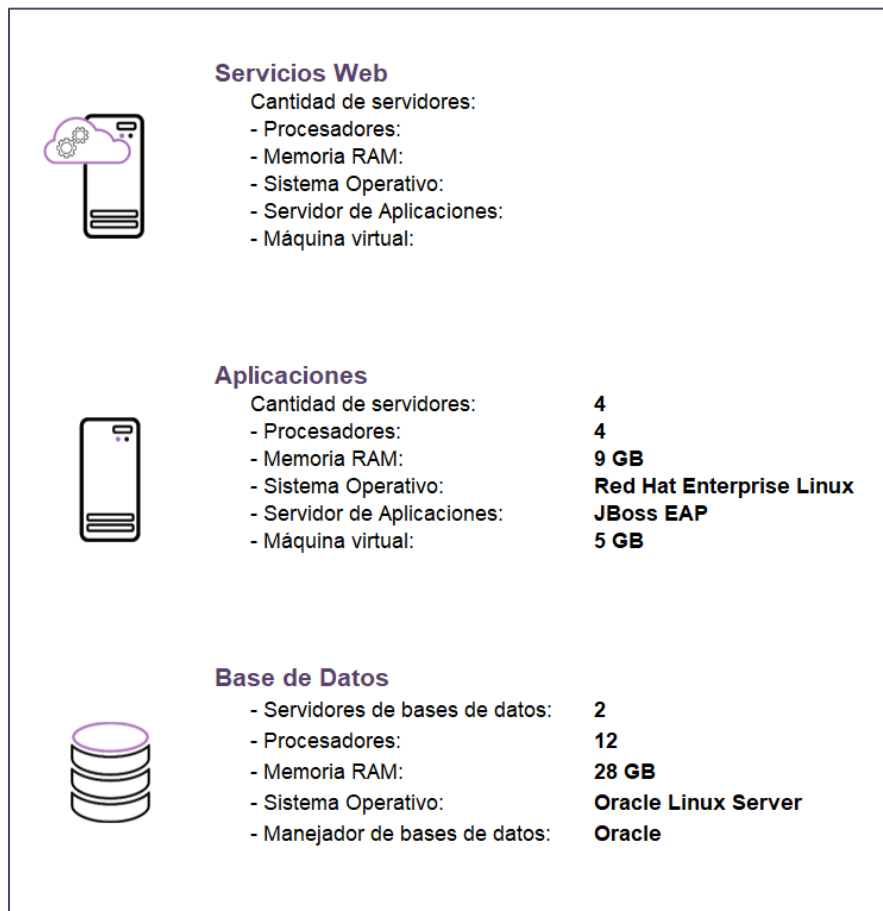 Servicios Web
Cantidad de servidores:
- Procesadores:
- Memoria RAM:
- Sistema Operativo:
- Servidor de Aplicaciones:
- Máquina virtual:
Aplicaciones
Cantidad de servidores: 4
- Procesadores: 4
- Memoria RAM: 9 GB
- Sistema Operativo: Red Hat Enterprise Linux
- Servidor de Aplicaciones: JBoss EAP
- Máquina virtual: 5 GB
Base de Datos
- Servidores de bases de datos: 2
- Procesadores: 12
- Memoria RAM: 28 GB
- Sistema Operativo: Oracle Linux Server
- Manejador de bases de datos: Oracle